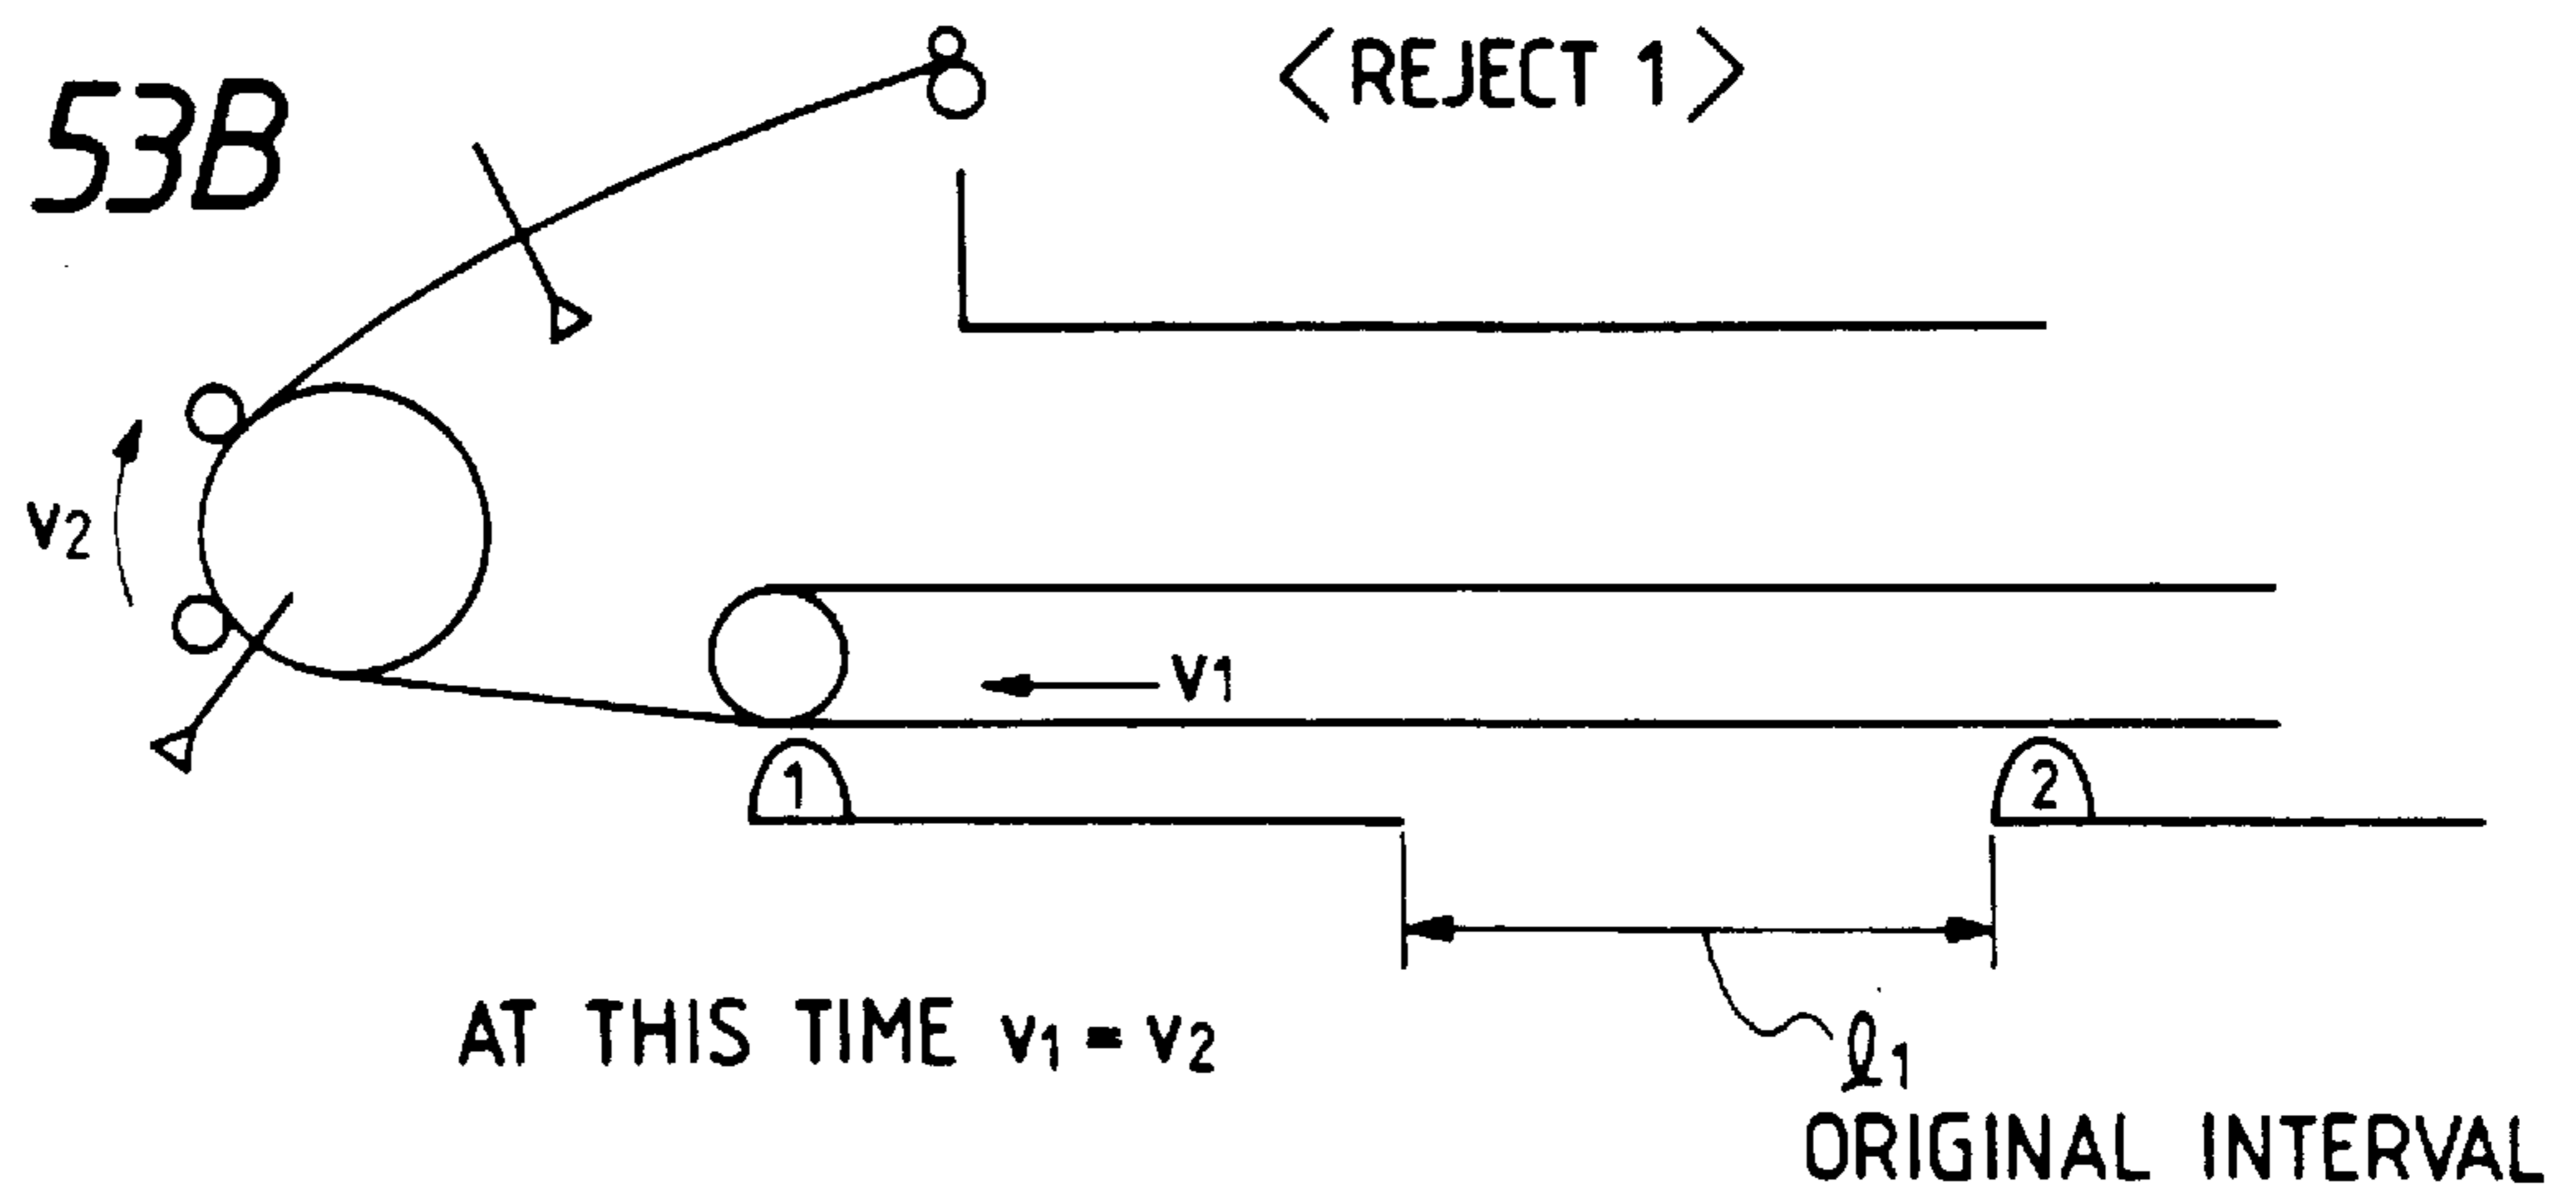 53B
<REJECT 1>
v2
v1
1
2
AT THIS TIME v1 = v2
ℓ1
ORIGINAL INTERVAL